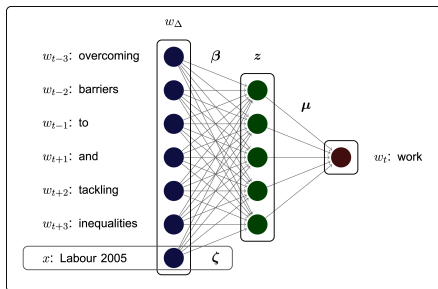 w_Δ
w_{t−3}: overcoming β z
w_{t−2}: barriers
μ
w_{t−1}: to
w_{t+1}: and w_t: work
w_{t+2}: tackling
w_{t+3}: inequalities
x: Labour 2005 ζ